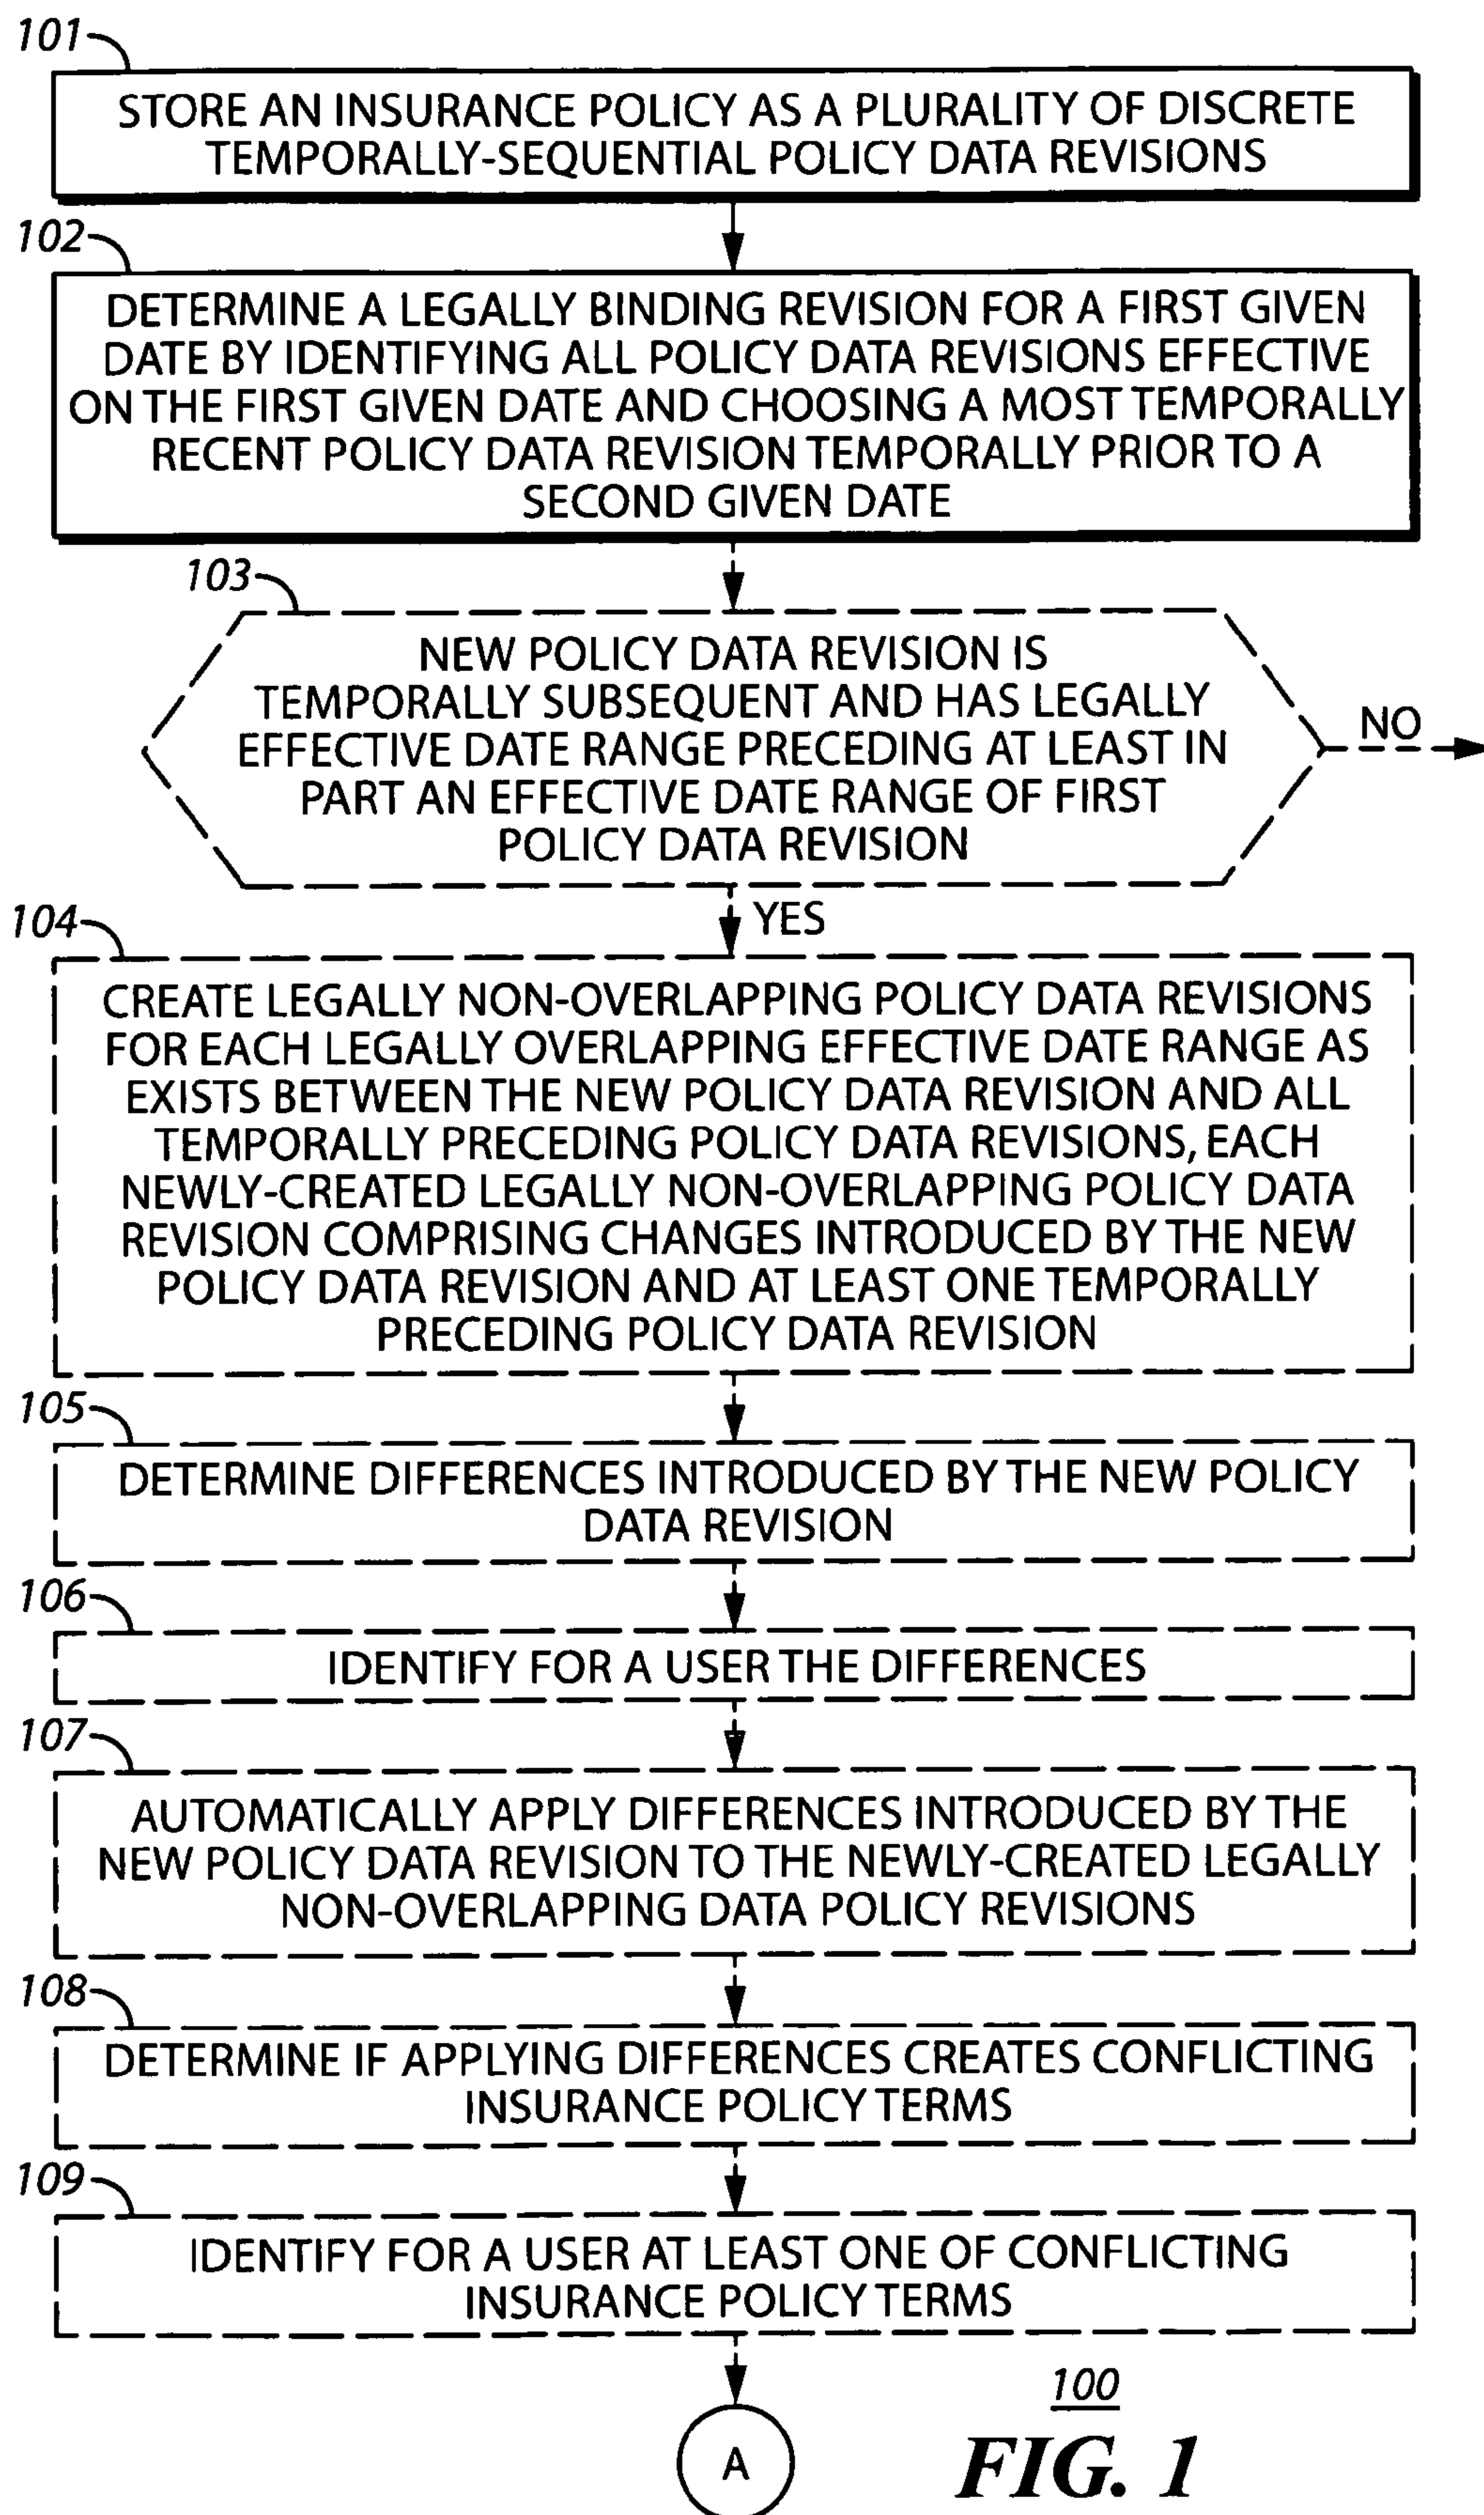 101
STORE AN INSURANCE POLICY AS A PLURALITY OF DISCRETE
TEMPORALLY-SEQUENTIAL POLICY DATA REVISIONS
102
DETERMINE A LEGALLY BINDING REVISION FOR A FIRST GIVEN
DATE BY IDENTIFYING ALL POLICY DATA REVISIONS EFFECTIVE
ON THE FIRST GIVEN DATE AND CHOOSING A MOST TEMPORALLY
RECENT POLICY DATA REVISION TEMPORALLY PRIOR TO A
SECOND GIVEN DATE
103
NEW POLICY DATA REVISION IS
TEMPORALLY SUBSEQUENT AND HAS LEGALLY
EFFECTIVE DATE RANGE PRECEDING AT LEAST IN
PART AN EFFECTIVE DATE RANGE OF FIRST
POLICY DATA REVISION
NO
YES
104
CREATE LEGALLY NON-OVERLAPPING POLICY DATA REVISIONS
FOR EACH LEGALLY OVERLAPPING EFFECTIVE DATE RANGE AS
EXISTS BETWEEN THE NEW POLICY DATA REVISION AND ALL
TEMPORALLY PRECEDING POLICY DATA REVISIONS, EACH
NEWLY-CREATED LEGALLY NON-OVERLAPPING POLICY DATA
REVISION COMPRISING CHANGES INTRODUCED BY THE NEW
POLICY DATA REVISION AND AT LEAST ONE TEMPORALLY
PRECEDING POLICY DATA REVISION
105
DETERMINE DIFFERENCES INTRODUCED BY THE NEW POLICY
DATA REVISION
106
IDENTIFY FOR A USER THE DIFFERENCES
107
AUTOMATICALLY APPLY DIFFERENCES INTRODUCED BY THE
NEW POLICY DATA REVISION TO THE NEWLY-CREATED LEGALLY
NON-OVERLAPPING DATA POLICY REVISIONS
108
DETERMINE IF APPLYING DIFFERENCES CREATES CONFLICTING
INSURANCE POLICY TERMS
109
IDENTIFY FOR A USER AT LEAST ONE OF CONFLICTING
INSURANCE POLICY TERMS
A
100
FIG. 1